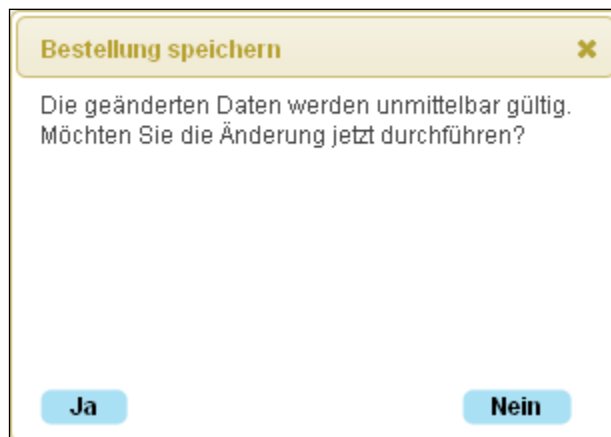 Bestellung speichern
Die geänderten Daten werden unmittelbar gültig.
Möchten Sie die Änderung jetzt durchführen?
Ja
Nein